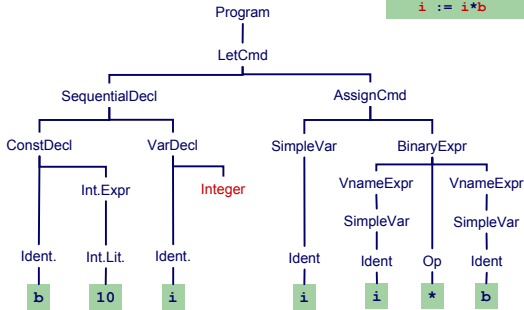 i := i*b
Program
LetCmd
SequentialDecl AssignCmd
ConstDecl VarDecl SimpleVar BinaryExpr
Int.Expr Integer VnameExpr VnameExpr
SimpleVar SimpleVar
Ident. Int.Lit. Ident. Ident Ident Op Ident
b 10 i i i * b